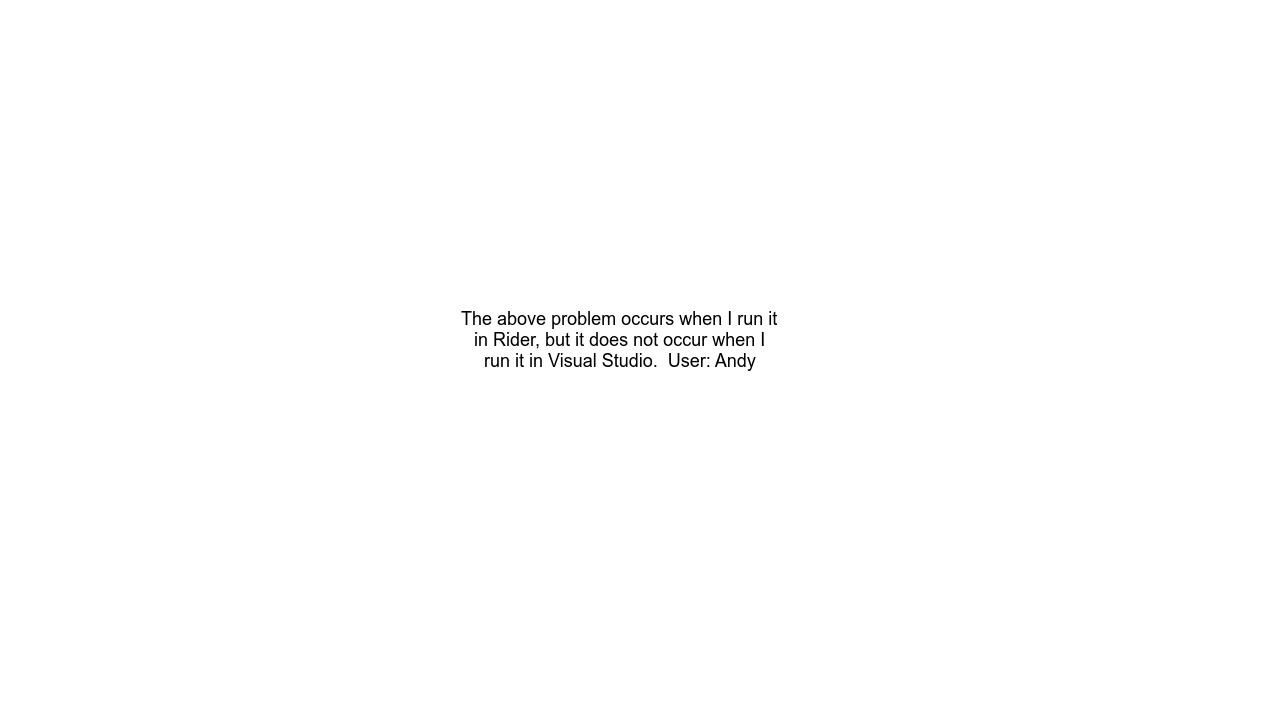 The above problem occurs when I run it
in Rider, but it does not occur when I
run it in Visual Studio.  User: Andy